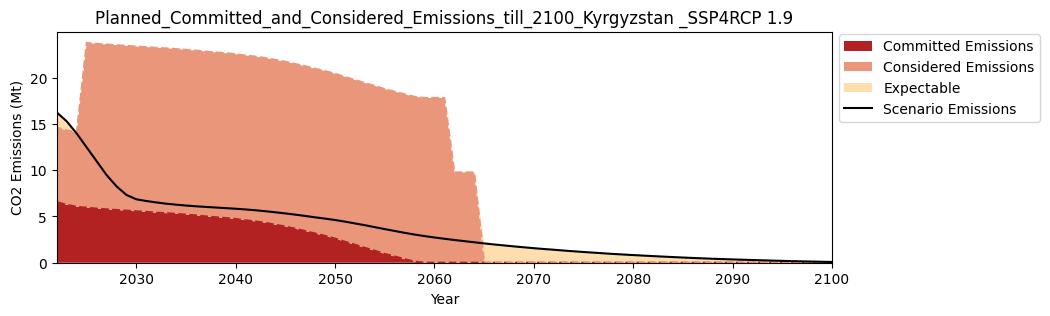 Planned_Committed_and_Considered_Emissions_till_2100_Kyrgyzstan _SSP4RCP 1.9
Committed Emissions
Considered Emissions
Expectable
Scenario Emissions
CO2 Emissions (Mt)
20
15
10
5
0
2030 2040 2050 2060 2070 2080 2090 2100
Year